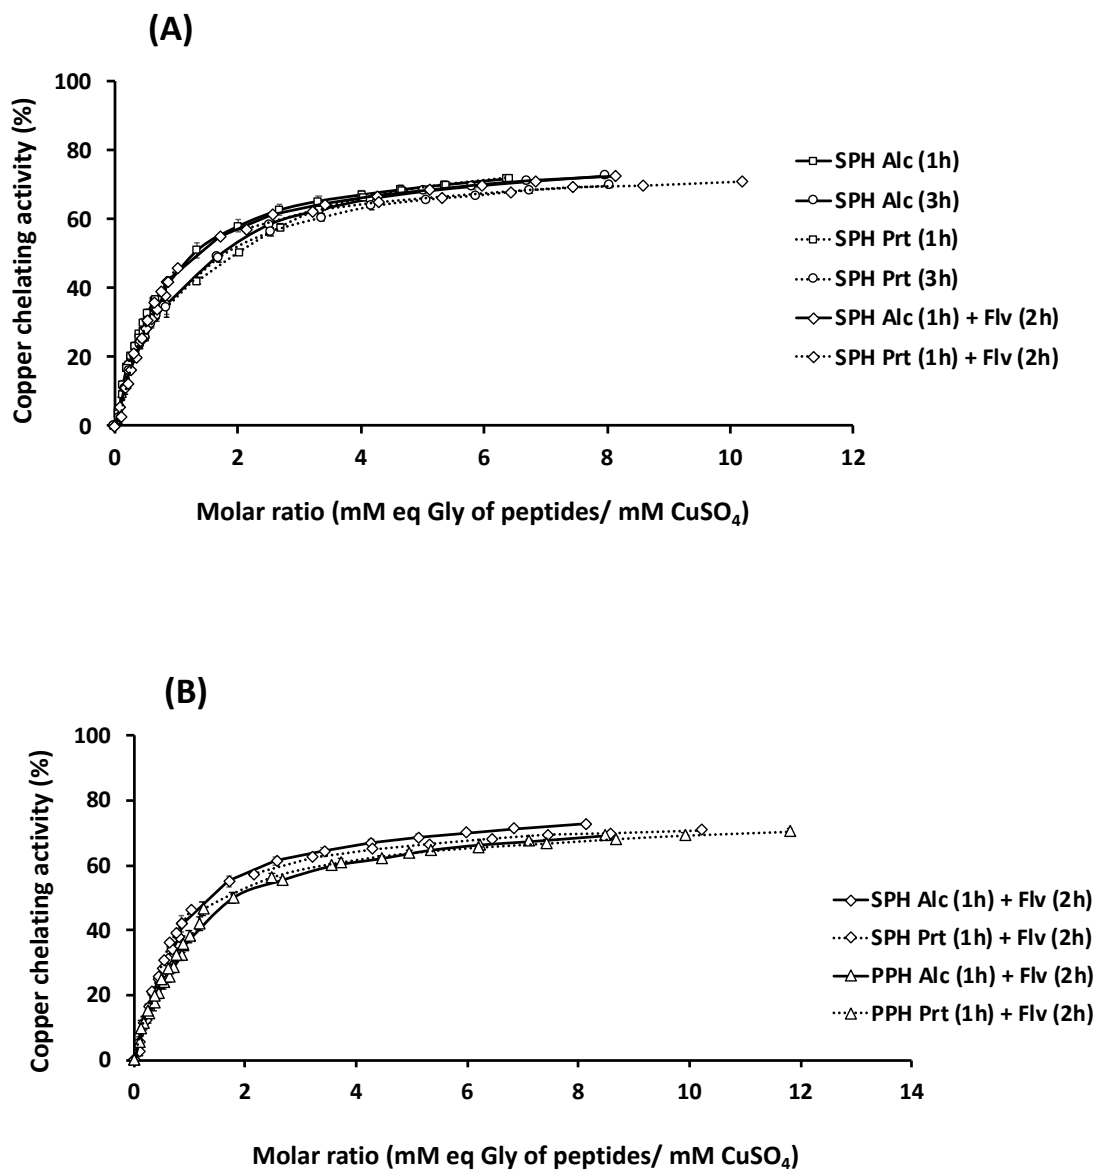 (A)
100
80
60
40
20
0
Copper chelating activity (%)
0 2 4 6 8 10 12
Molar ratio (mM eq Gly of peptides/ mM CuSO₄)
SPH Alc (1h)
SPH Alc (3h)
SPH Prt (1h)
SPH Prt (3h)
SPH Alc (1h) + Flv (2h)
SPH Prt (1h) + Flv (2h)
(B)
100
80
60
40
20
0
Copper chelating activity (%)
0 2 4 6 8 10 12 14
Molar ratio (mM eq Gly of peptides/ mM CuSO₄)
SPH Alc (1h) + Flv (2h)
SPH Prt (1h) + Flv (2h)
PPH Alc (1h) + Flv (2h)
PPH Prt (1h) + Flv (2h)